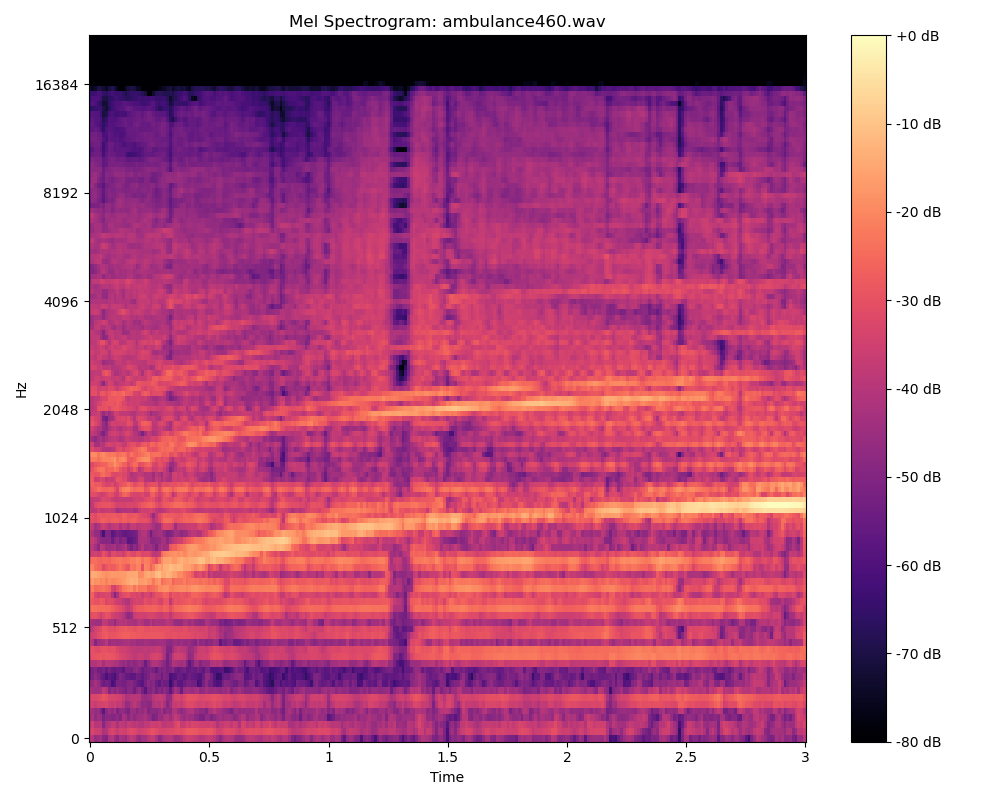 Mel Spectrogram: ambulance460.wav
16384
8192
4096
2048
1024
512
0
Hz
0 0.5 1 1.5 2 2.5 3
Time
+0 dB
-10 dB
-20 dB
-30 dB
-40 dB
-50 dB
-60 dB
-70 dB
-80 dB